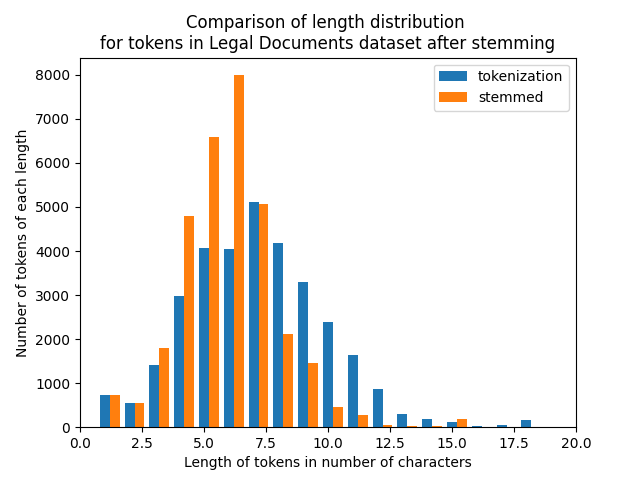 Comparison of length distribution
for tokens in Legal Documents dataset after stemming
tokenization
stemmed
Number of tokens of each length
8000
7000
6000
5000
4000
3000
2000
1000
0
0.0 2.5 5.0 7.5 10.0 12.5 15.0 17.5 20.0
Length of tokens in number of characters